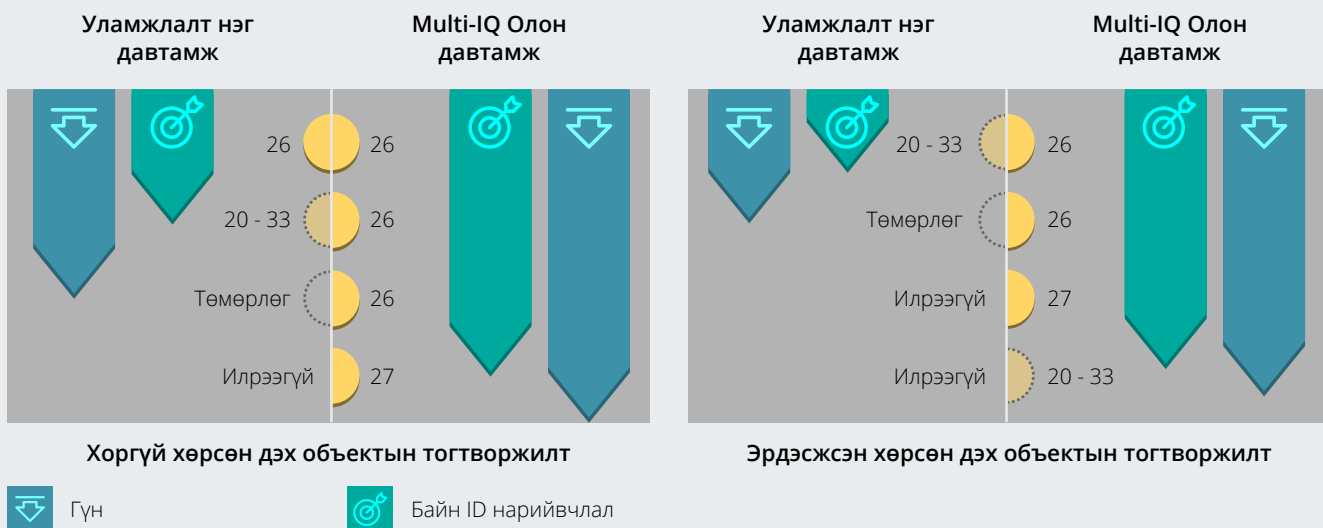 Уламжлалт нэг
давтамж
Multi-IQ Олон
давтамж
26
26
20 - 33
26
Төмөрлөг
26
Илрээгүй
27
Хоргүй хөрсөн дэх объектын тогтворжилт
Уламжлалт нэг
давтамж
Multi-IQ Олон
давтамж
20 - 33
26
Төмөрлөг
26
Илрээгүй
27
Илрээгүй
20 - 33
Эрдэсжсэн хөрсөн дэх объектын тогтворжилт
Гүн
Байн ID нарийвчлал